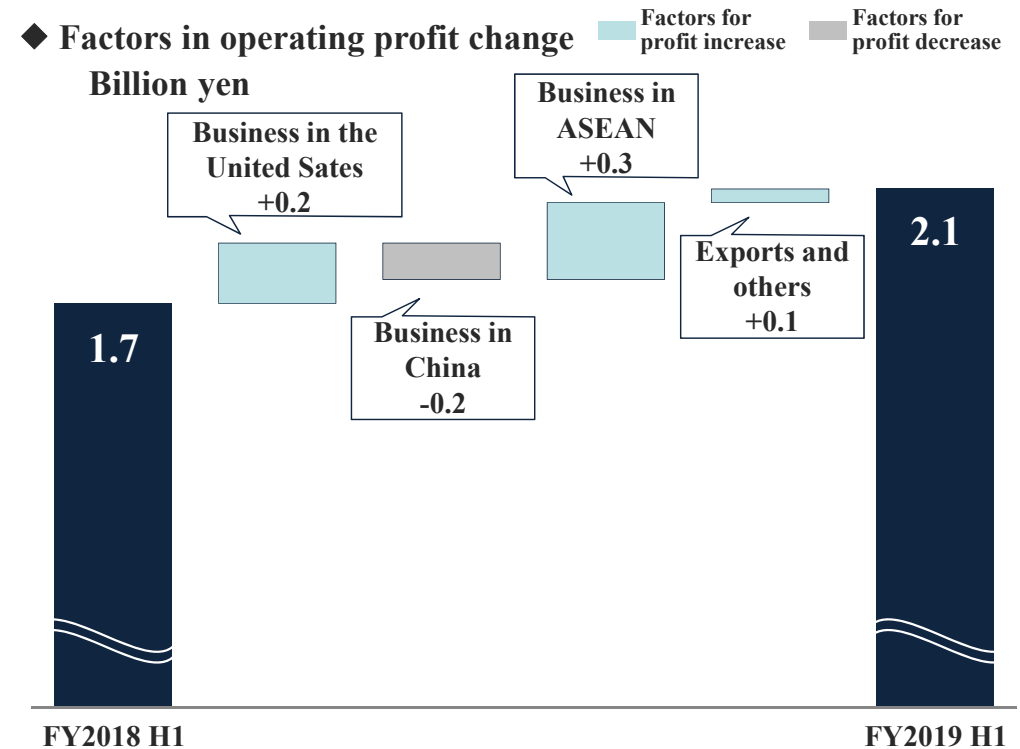 ◆ Factors in operating profit change
Factors for
profit increase
Factors for
profit decrease
Billion yen
Business in the
United Sates
+0.2
Business in
ASEAN
+0.3
Business in
China
-0.2
Exports and
others
+0.1
1.7
2.1
FY2018 H1
FY2019 H1